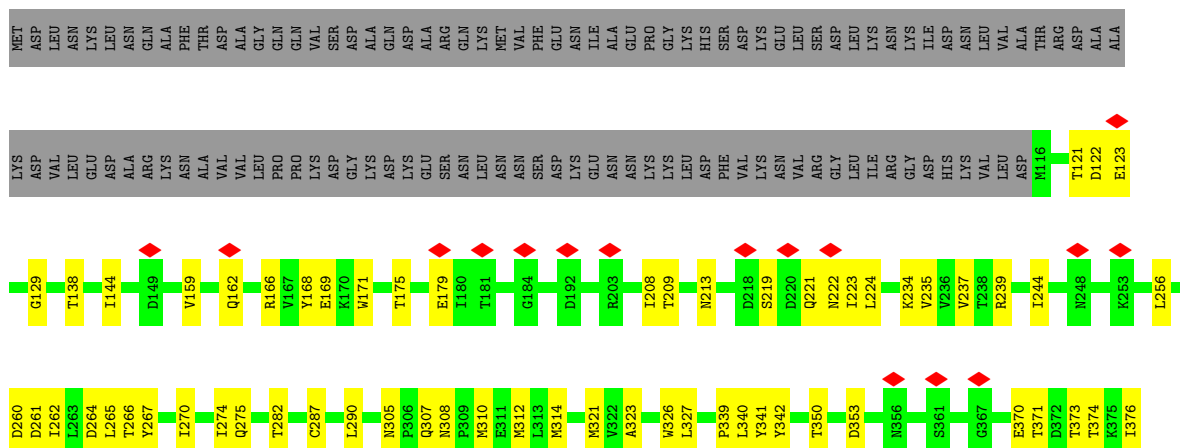 MET ASP LEU ASN LYS LEU ASN GLN ALA PHE THR ASP ALA GLY GLN GLN VAL SER ASP ALA GLN ASP ALA ARG GLN LYS MET VAL PHE GLU ASN ILE ALA GLU PRO GLY LYS HIS SER ASP LYS GLU LEU SER ASP LEU LYS ASN LYS ILE ASP ASN LEU VAL ALA THR ARG ASP ALA ALA
LYS ASP VAL LEU GLU ASP ALA ARG LYS ASN ALA VAL LEU PRO PRO LYS ASP GLY LYS ASP LYS GLU SER ASN LEU ASN SER ASP LYS GLU ASN ASN LYS LYS LEU ASP PHE VAL LYS ASN VAL ARG GLY LEU ILE ARG GLY ASP HIS LYS VAL LEU ASP M116 T121 D122 E123
G129 T138 I144 D149 V159 Q162 R166 V167 Y168 E169 K170 W171 T175 E179 I180 T181 G184 D192 R203 I208 T209 N213 D218 S219 D220 Q221 N222 I223 L224 K234 V235 V236 V237 T238 R239 I244 N248 K253 L256
D260 D261 I262 L263 D264 L265 T266 Y267 I270 I274 Q275 T282 C287 L290 N305 P306 Q307 N308 P309 M310 E311 M312 L313 M314 M321 V322 A323 W326 L327 P339 L340 Y341 Y342 T350 D353 N356 S361 G367 E370 T371 D372 T373 T374 K375 I376